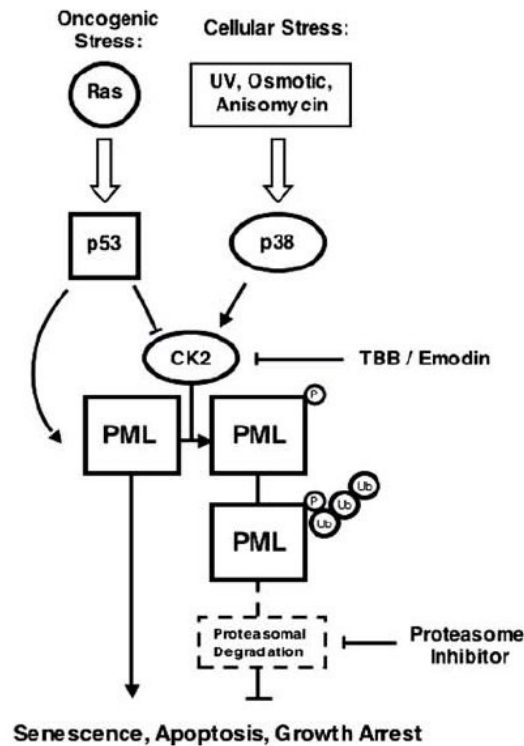 Oncogenic
Stress:
Cellular Stress:
Ras
UV, Osmotic,
Anisomycin
p53
p38
CK2
TBB / Emodin
PML
PML
P
PML
P
Ub
Ub
Ub
Proteasomal
Degradation
Proteasome
Inhibitor
Senescence, Apoptosis, Growth Arrest